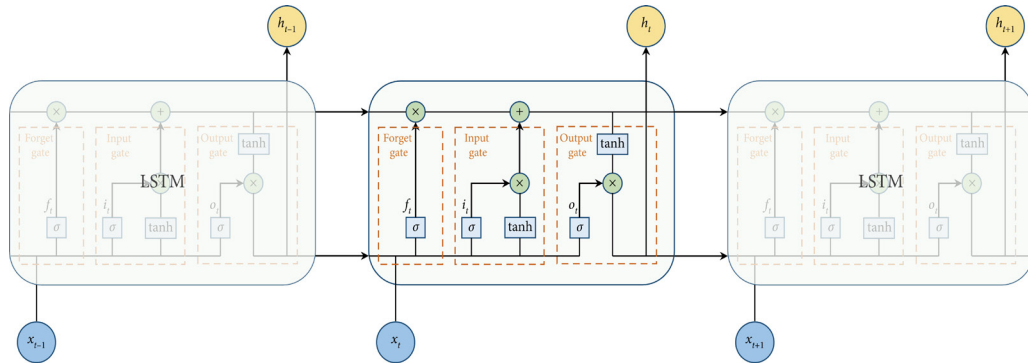 h_{t–1}
h_t
h_{t+1}
× + × + × +
Forget gate
Input gate
Output gate
tanh
Forget gate
Input gate
Output gate
tanh
Forget gate
Input gate
Output gate
tanh
LSTM ×
× ×
LSTM ×
f_t i_t o_t
f_t i_t o_t
f_t i_t o_t
σ σ tanh σ
σ σ tanh σ
σ σ tanh σ
x_{t–1}
x_t
x_{t+1}